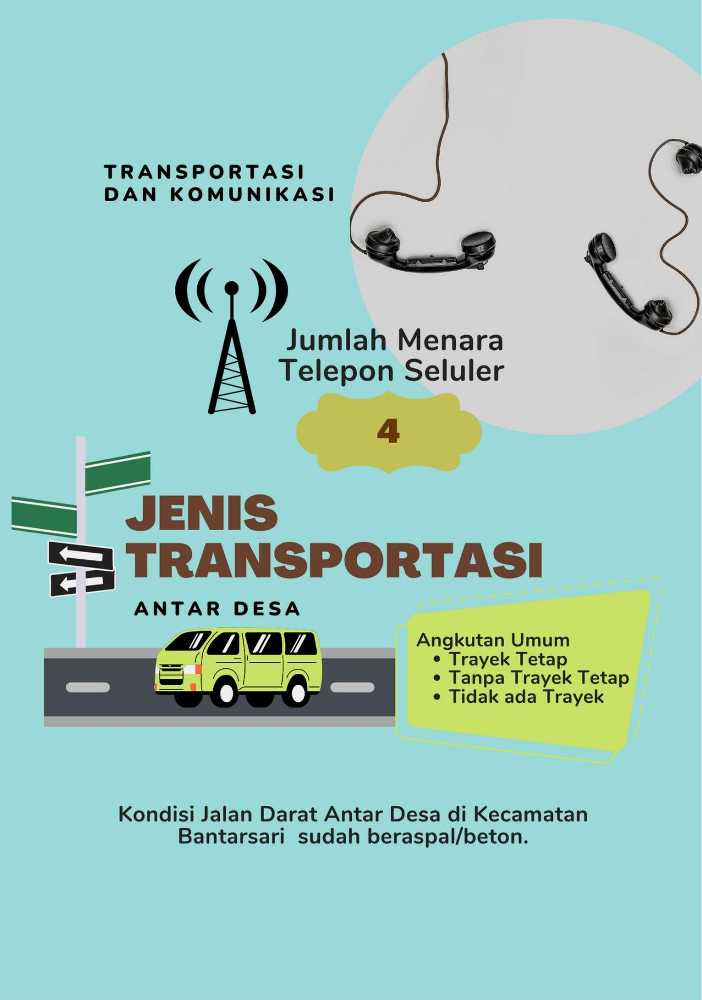 TRANSPORTASI
DAN KOMUNIKASI
Jumlah Menara
Telepon Seluler
4
JENIS
TRANSPORTASI
ANTAR DESA
Angkutan Umum
• Trayek Tetap
• Tanpa Trayek Tetap
• Tidak ada Trayek
Kondisi Jalan Darat Antar Desa di Kecamatan
Bantarsari sudah beraspal/beton.